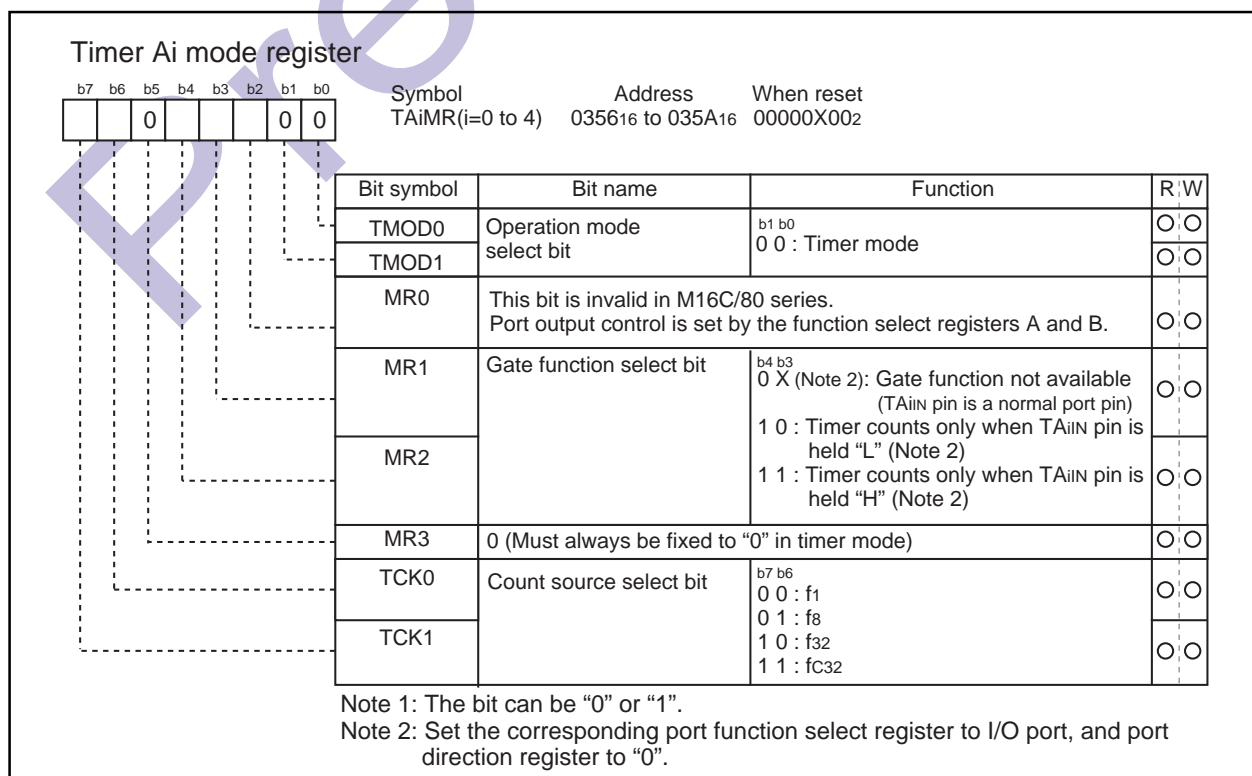 Pre
Timer Ai mode register
b7 b6 b5 b4 b3 b2 b1 b0
0 0 0
Symbol Address When reset
TAiMR(i=0 to 4) 035616 to 035A16 00000X002
Bit symbol Bit name Function R W
TMOD0 Operation mode b1 b0
select bit 0 0 : Timer mode
TMOD1
MR0 This bit is invalid in M16C/80 series.
Port output control is set by the function select registers A and B.
MR1 Gate function select bit b4 b3
0 X (Note 2): Gate function not available
(TAiIN pin is a normal port pin)
1 0 : Timer counts only when TAiIN pin is
MR2 held “L” (Note 2)
1 1 : Timer counts only when TAiIN pin is
held “H” (Note 2)
MR3 0 (Must always be fixed to “0” in timer mode)
TCK0 Count source select bit b7 b6
0 0 : f1
0 1 : f8
TCK1 1 0 : f32
1 1 : fC32
Note 1: The bit can be “0” or “1”.
Note 2: Set the corresponding port function select register to I/O port, and port
direction register to “0”.